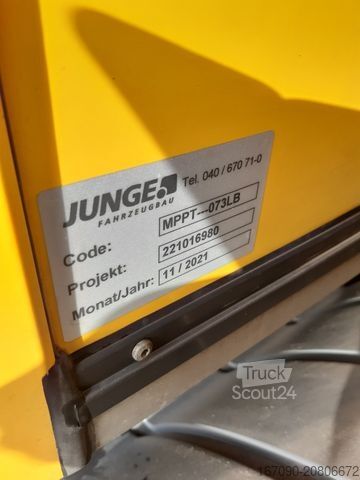 JUNGE
FAHRZEUGBAU
Tel. 040 / 670 71-0
Code: MPPT---073LB
Projekt: 221016980
Monat/Jahr: 11 / 2021
Truck
Scout24
167090-20806672